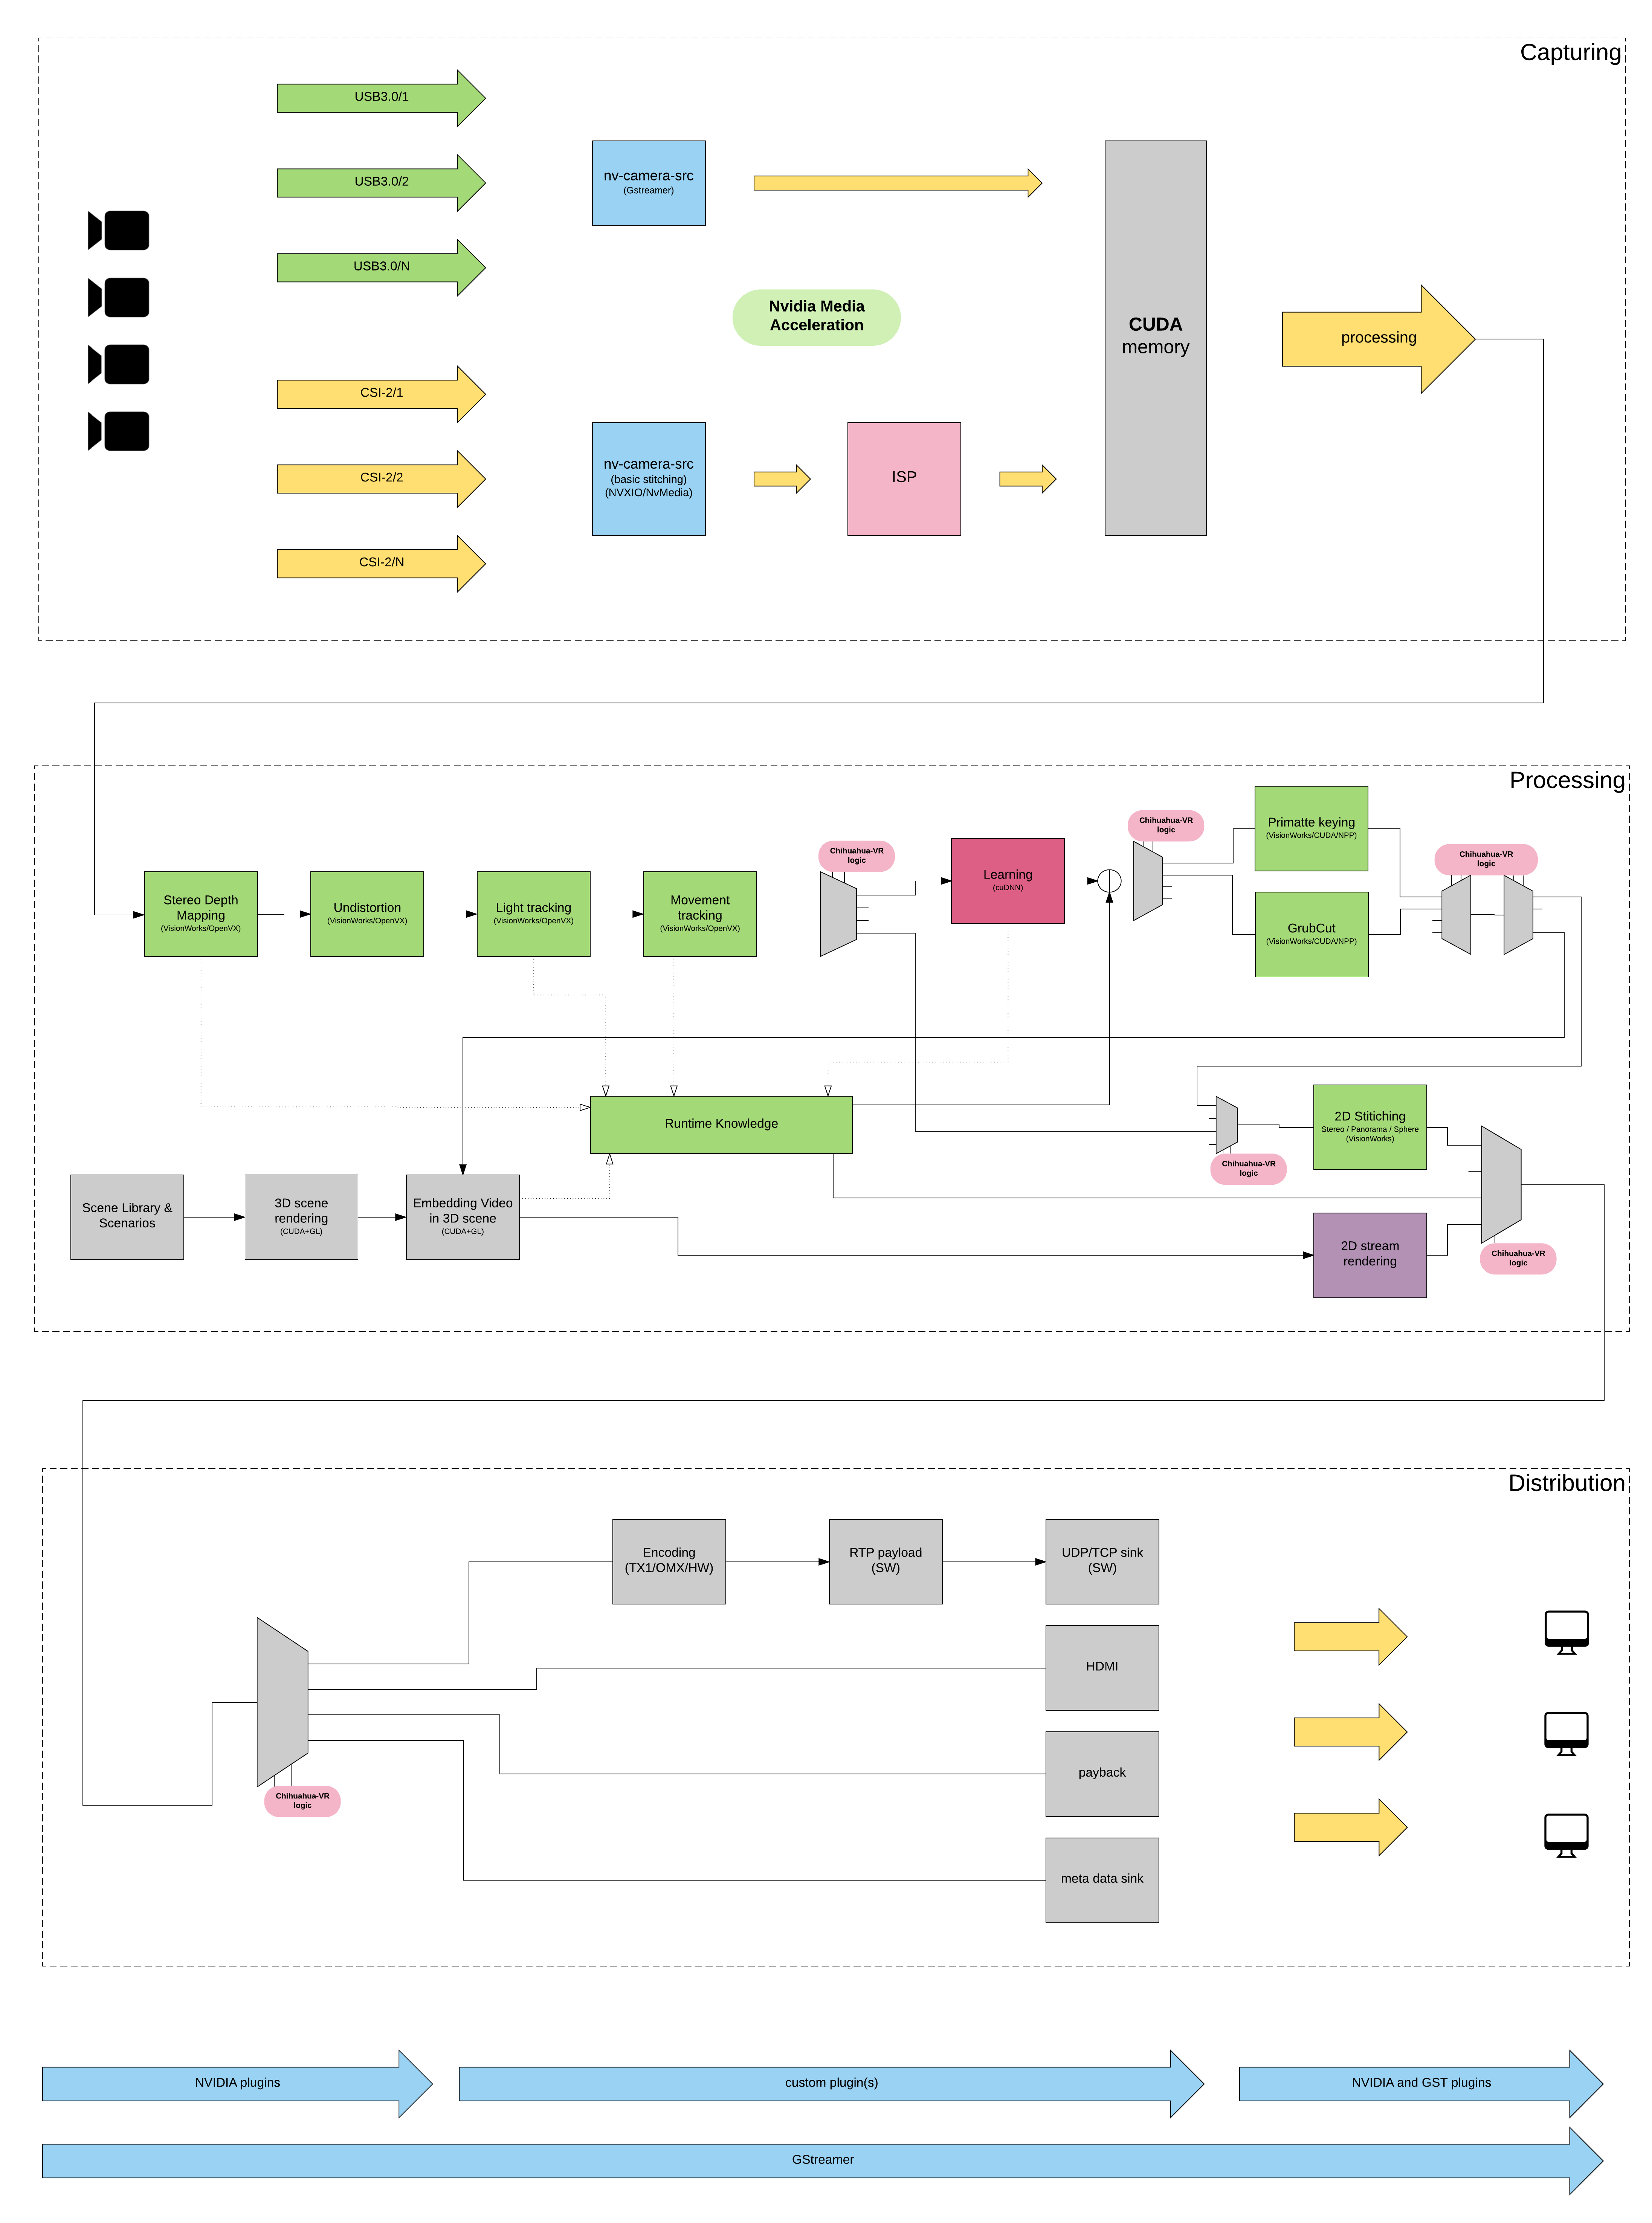 Capturing
USB3.0/1
USB3.0/2
USB3.0/N
nv-camera-src
(Gstreamer)
Nvidia Media
Acceleration
CUDA
memory
processing
CSI-2/1
CSI-2/2
CSI-2/N
nv-camera-src
(basic stitching)
(NVXIO/NvMedia)
ISP
Processing
Stereo Depth
Mapping
(VisionWorks/OpenVX)
Undistortion
(VisionWorks/OpenVX)
Light tracking
(VisionWorks/OpenVX)
Movement
tracking
(VisionWorks/OpenVX)
Chihuahua-VR
logic
Learning
(cuDNN)
Chihuahua-VR
logic
Primatte keying
(VisionWorks/CUDA/NPP)
GrubCut
(VisionWorks/CUDA/NPP)
Chihuahua-VR
logic
Runtime Knowledge
2D Stitiching
Stereo / Panorama / Sphere
(VisionWorks)
Chihuahua-VR
logic
Scene Library &
Scenarios
3D scene
rendering
(CUDA+GL)
Embedding Video
in 3D scene
(CUDA+GL)
2D stream
rendering
Chihuahua-VR
logic
Distribution
Encoding
(TX1/OMX/HW)
RTP payload
(SW)
UDP/TCP sink
(SW)
HDMI
payback
meta data sink
Chihuahua-VR
logic
NVIDIA plugins
custom plugin(s)
NVIDIA and GST plugins
GStreamer